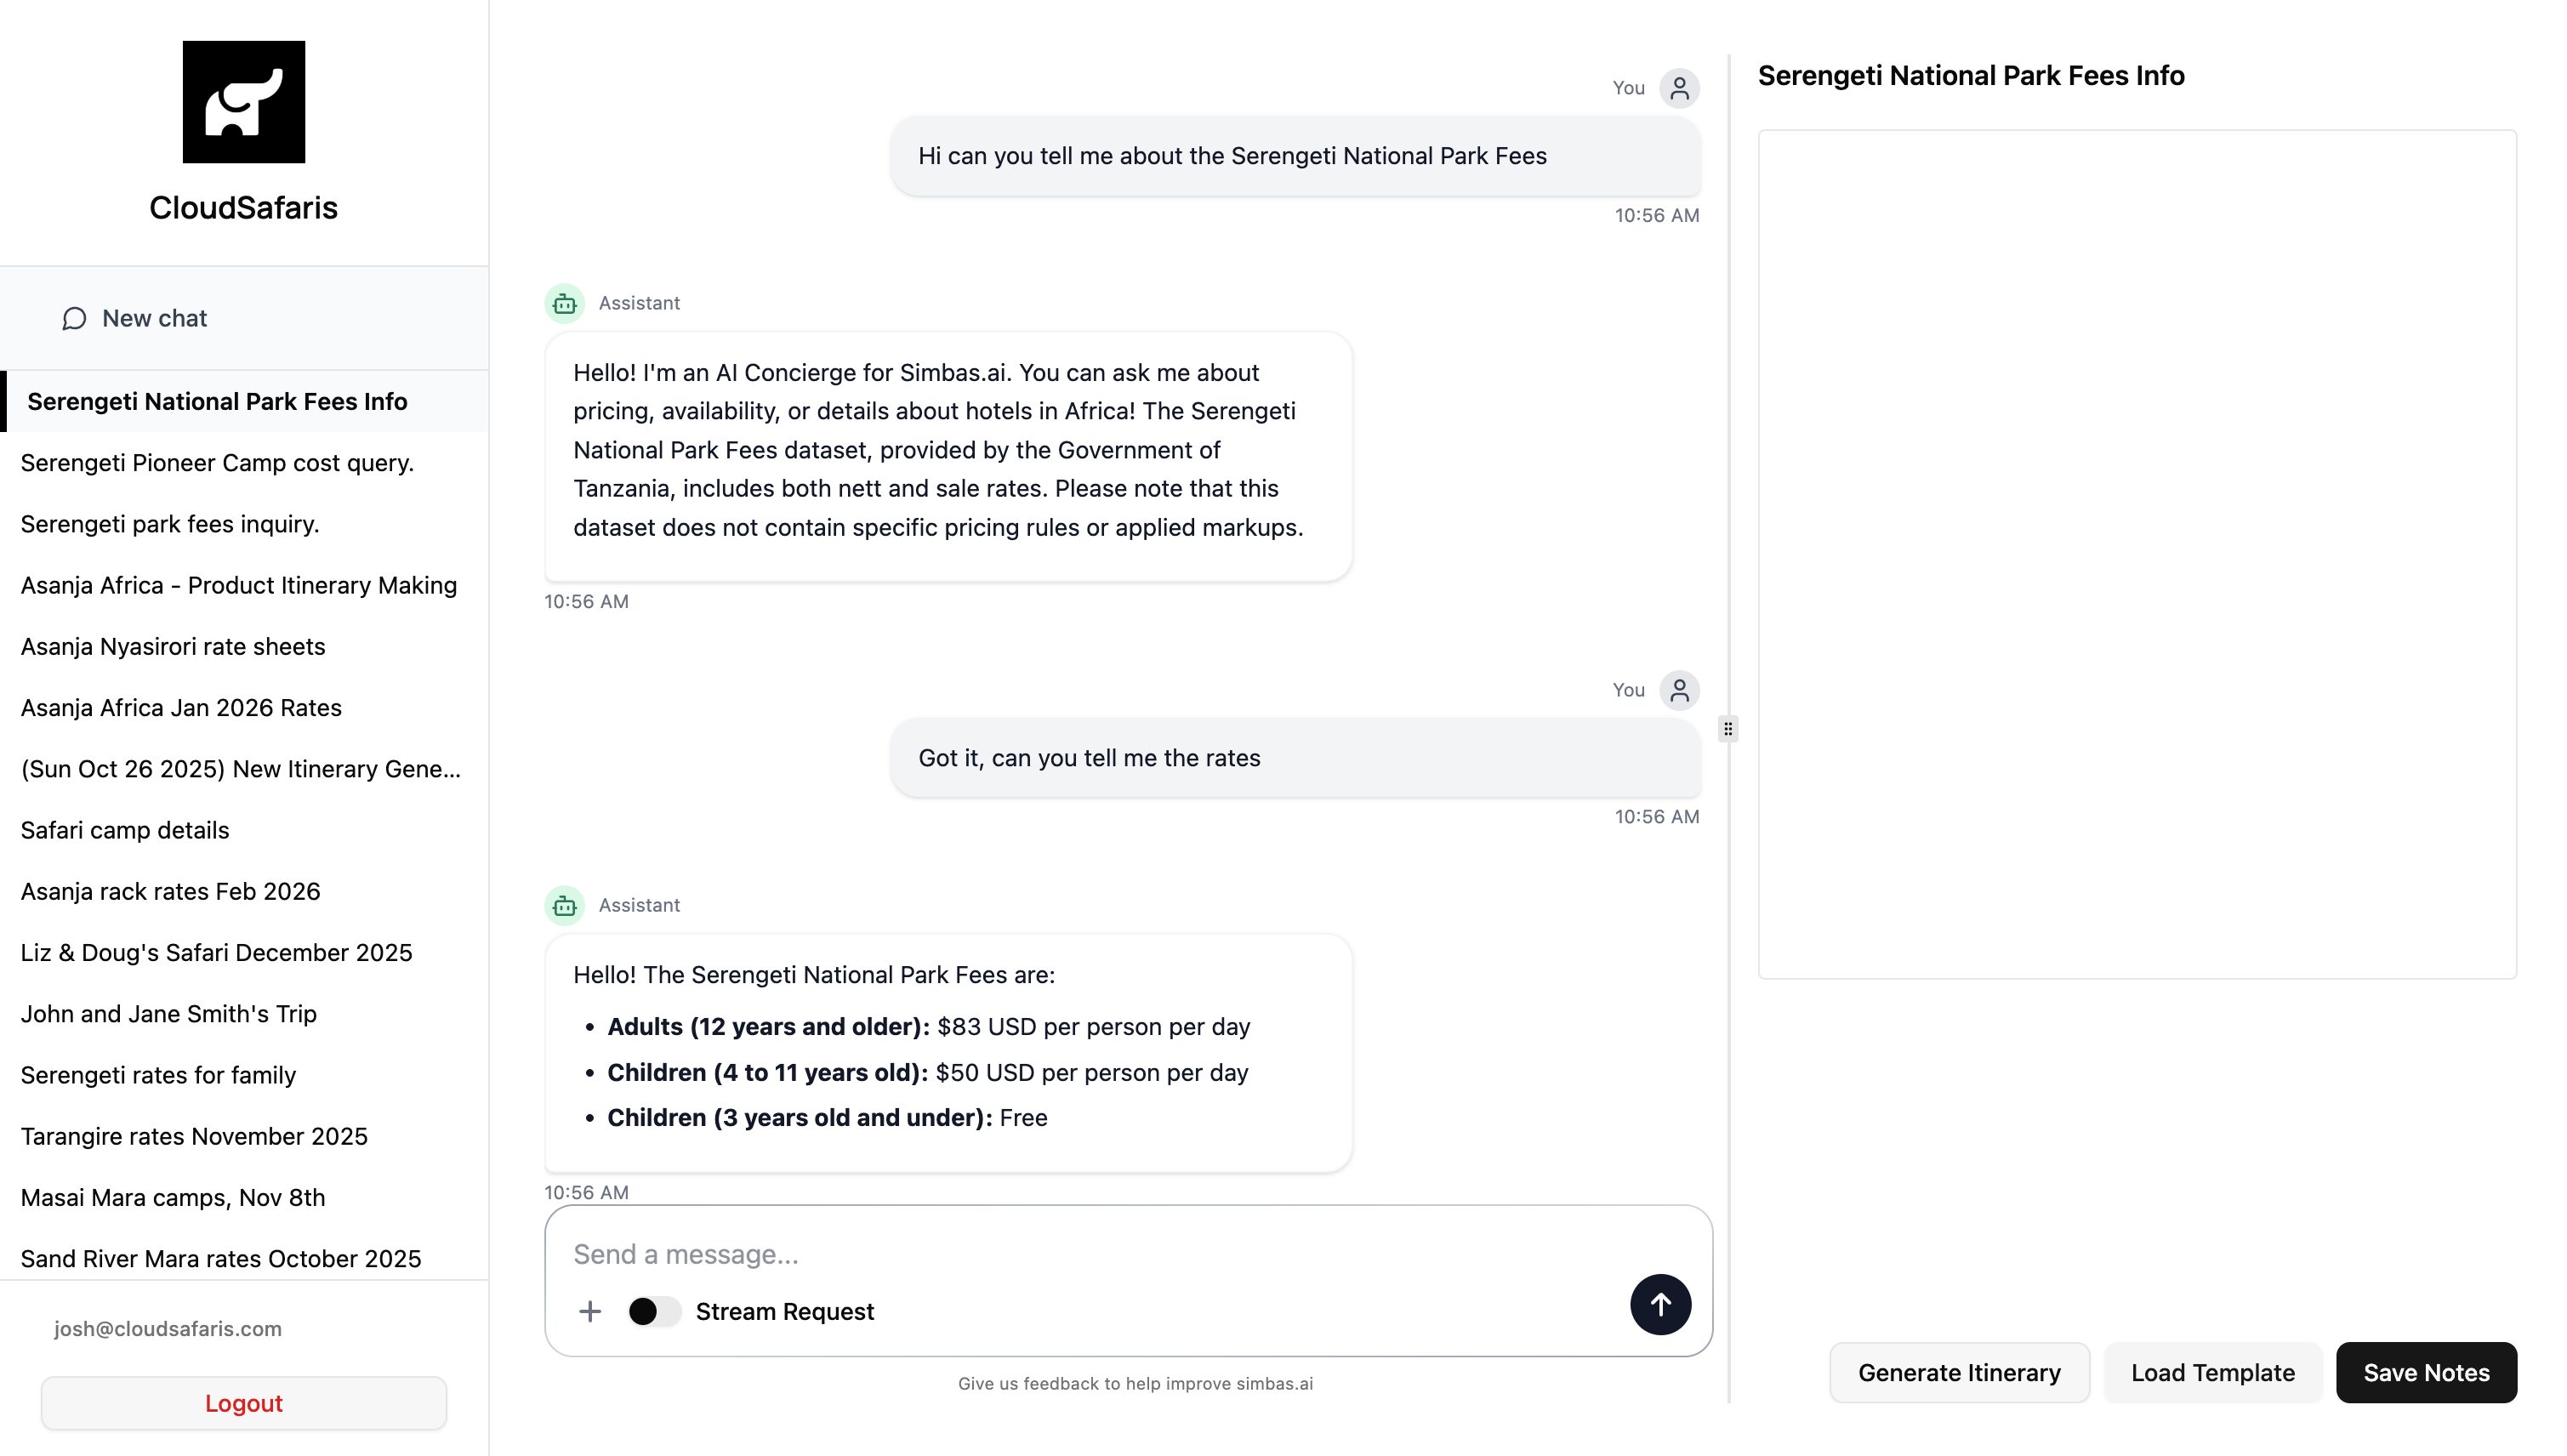 CloudSafaris
New chat
Serengeti National Park Fees Info
Serengeti Pioneer Camp cost query.
Serengeti park fees inquiry.
Asanja Africa - Product Itinerary Making
Asanja Nyasirori rate sheets
Asanja Africa Jan 2026 Rates
(Sun Oct 26 2025) New Itinerary Gene...
Safari camp details
Asanja rack rates Feb 2026
Liz & Doug's Safari December 2025
John and Jane Smith's Trip
Serengeti rates for family
Tarangire rates November 2025
Masai Mara camps, Nov 8th
Sand River Mara rates October 2025
josh@cloudsafaris.com
Logout
You
Hi can you tell me about the Serengeti National Park Fees
10:56 AM
Assistant
Hello! I'm an AI Concierge for Simbas.ai. You can ask me about
pricing, availability, or details about hotels in Africa! The Serengeti
National Park Fees dataset, provided by the Government of
Tanzania, includes both nett and sale rates. Please note that this
dataset does not contain specific pricing rules or applied markups.
10:56 AM
You
Got it, can you tell me the rates
10:56 AM
Assistant
Hello! The Serengeti National Park Fees are:
• Adults (12 years and older): $83 USD per person per day
• Children (4 to 11 years old): $50 USD per person per day
• Children (3 years old and under): Free
10:56 AM
Send a message...
Stream Request
Give us feedback to help improve simbas.ai
Serengeti National Park Fees Info
Generate Itinerary
Load Template
Save Notes